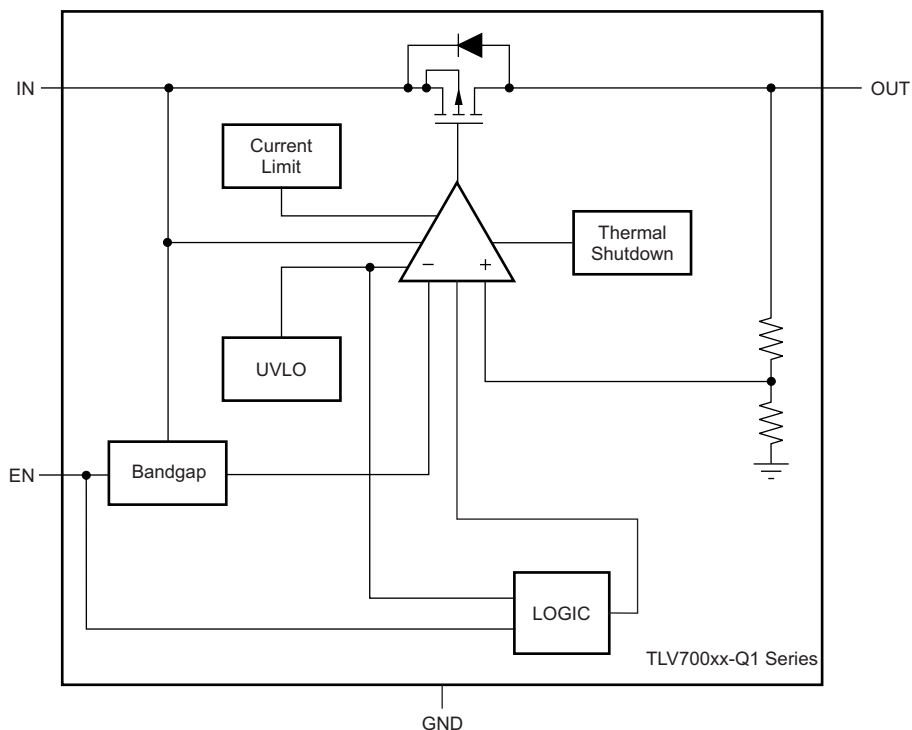 IN
OUT
Current
Limit
Thermal
Shutdown
−
+
UVLO
EN
Bandgap
LOGIC
TLV700xx-Q1 Series
GND